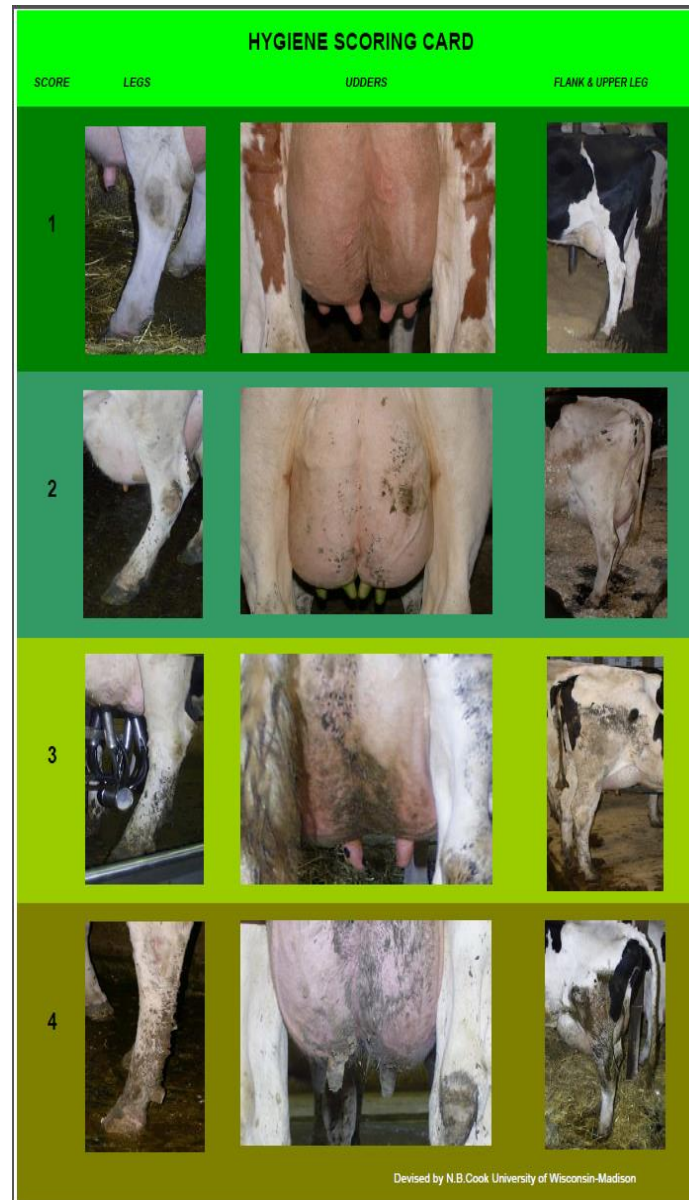 HYGIENE SCORING CARD
SCORE LEGS UDDERS FLANK & UPPER LEG
1
2
3
4
Devised by N.B.Cook University of Wisconsin-Madison